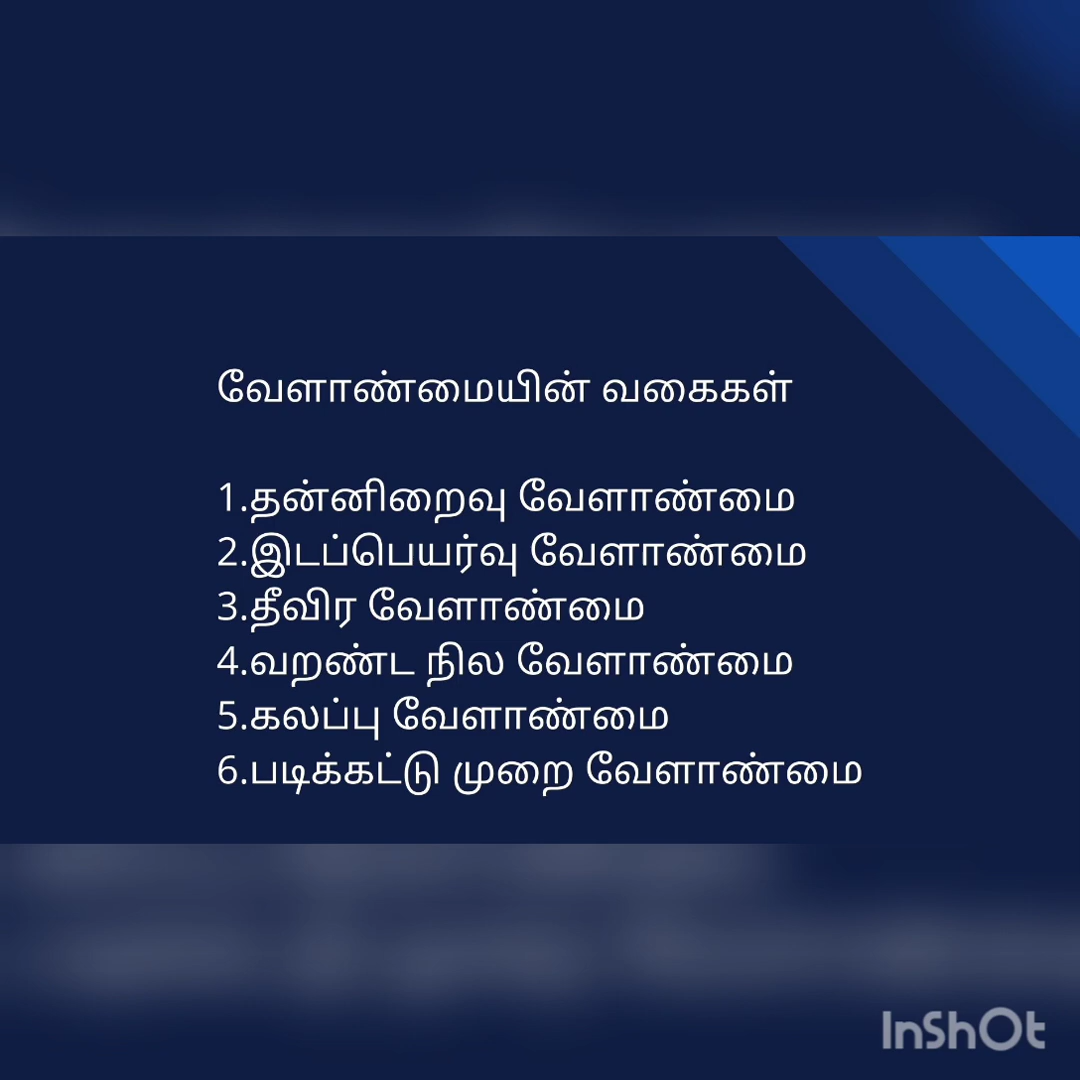 வேளாண்மையின் வகைகள்
1.தன்னிறைவு வேளாண்மை
2.இடப்பெயர்வு வேளாண்மை
3.தீவிர வேளாண்மை
4.வறண்ட நில வேளாண்மை
5.கலப்பு வேளாண்மை
6.படிக்கட்டு முறை வேளாண்மை
InShOt